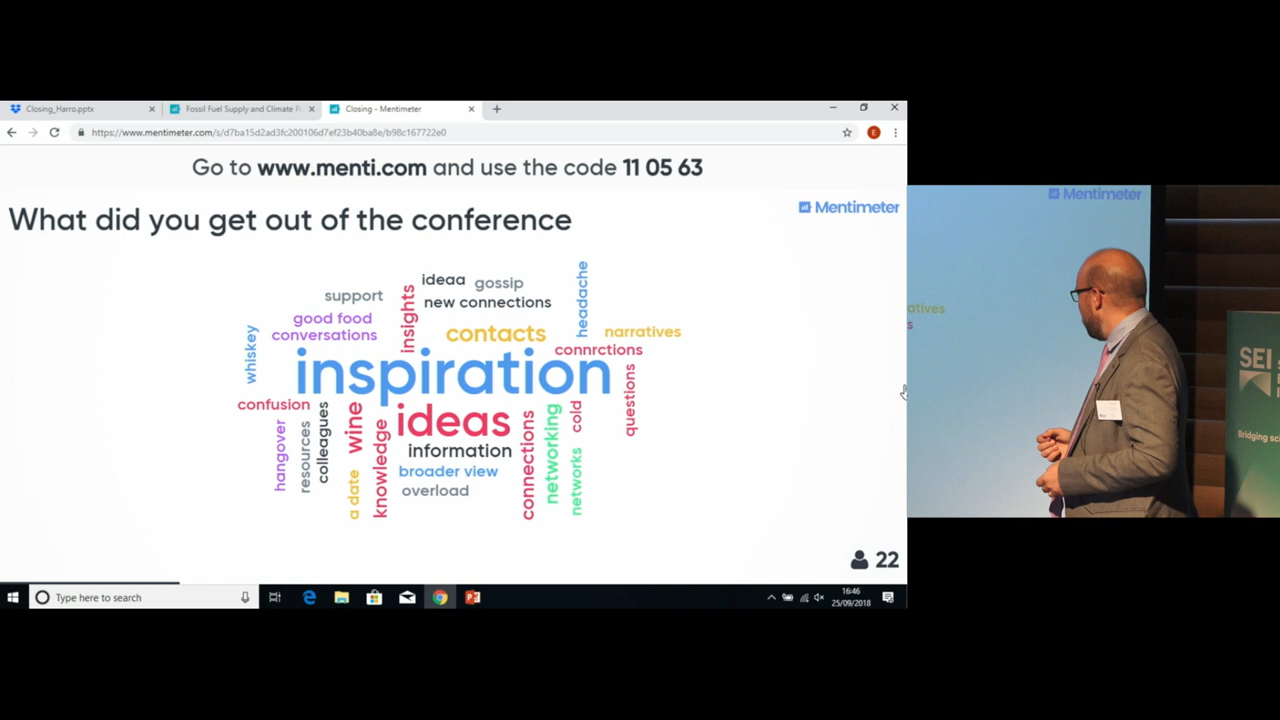 Closing_Harro.pptx
Fossil Fuel Supply and Climate P
Closing - Mentimeter
https://www.mentimeter.com/s/d7ba15d2ad3fc200106d7ef23b40ba8e/b98c167722e0
E
Go to www.menti.com and use the code 11 05 63
What did you get out of the conference
Mentimeter
ideaa
gossip
headache
support
insights
new connections
good food
contacts
narratives
conversations
whiskey
connrctions
inspiration
questions
confusion
colleagues
wine
ideas
cold
hangover
resources
knowledge
information
connections
networking
broader view
networks
a date
overload
22
Type here to search
16:46
25/09/2018
Mentimeter
atives
s
SEI
Bridging sc